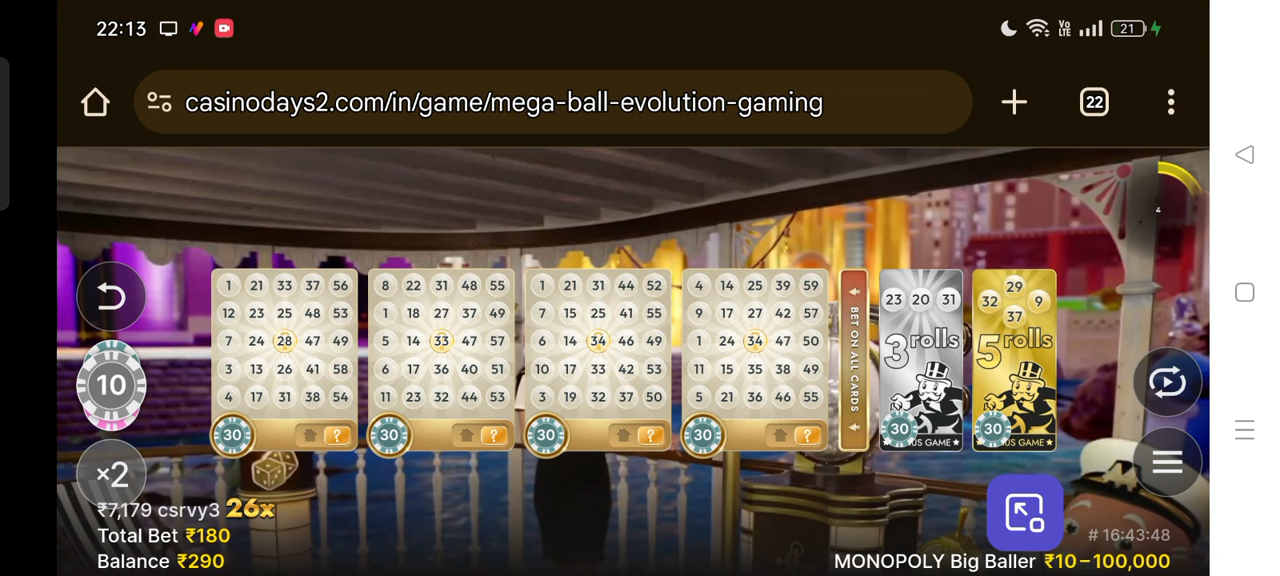 22:13 VoLTE 21
casinodays2.com/in/game/mega-ball-evolution-gaming 22
4
1 21 33 37 56
12 23 25 48 53
7 24 28 47 49
3 13 26 41 58
4 17 31 38 54
30 ?
8 22 31 48 55
1 18 27 37 49
5 14 33 47 57
6 17 36 40 51
11 23 32 44 53
30 ?
1 21 31 44 52
7 15 25 41 55
6 14 34 46 49
10 17 33 42 53
3 19 32 37 50
30 ?
4 14 25 39 59
9 17 27 42 57
1 24 34 47 50
11 15 35 38 49
5 21 36 46 55
30 ?
BET ON ALL CARDS
23 20 31
3 rolls
30
US GAME
29
32 9
37
5 rolls
30
US GAME
10
×2
₹7,179 csrvy3 26x
Total Bet ₹180
Balance ₹290
# 16:43:48
MONOPOLY Big Baller ₹10–100,000